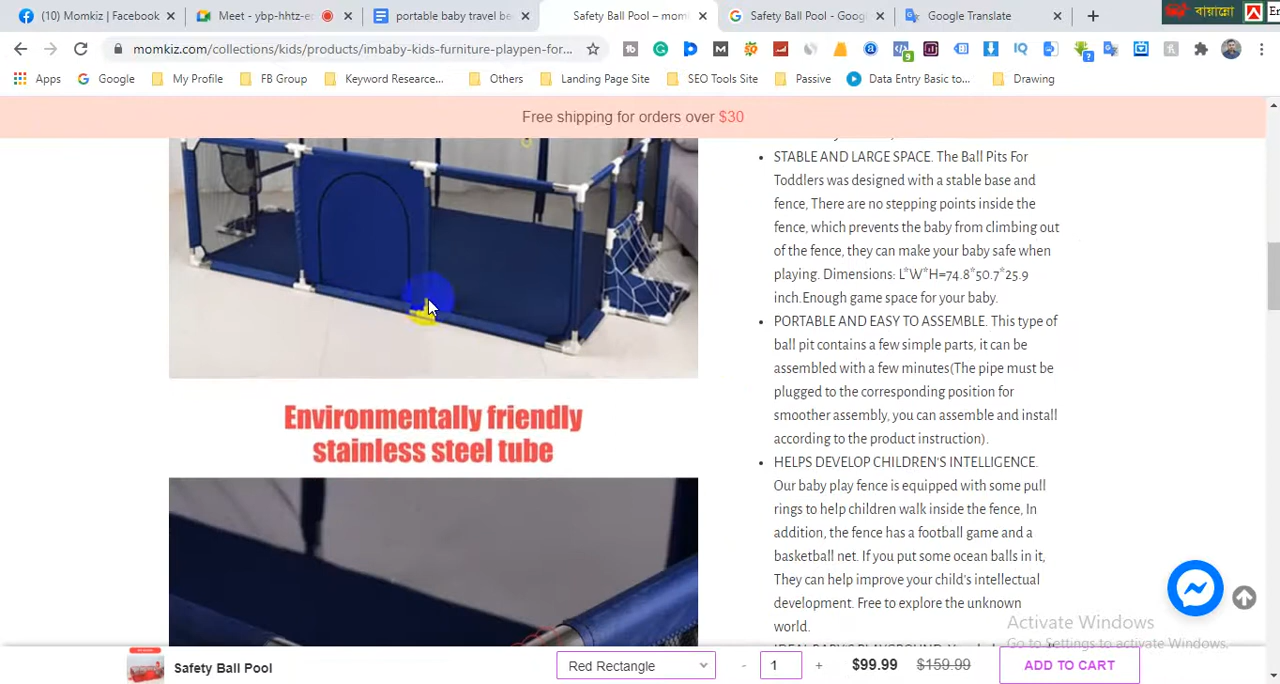 (10) Momkiz | Facebook
Meet - ybp-hhtz-e
portable baby travel be
Safety Ball Pool – mom
Safety Ball Pool - Goog
Google Translate
বায়ান্নো
En
momkiz.com/collections/kids/products/imbaby-kids-furniture-playpen-for...
Apps
Google
My Profile
FB Group
Keyword Researc...
Others
Landing Page Site
SEO Tools Site
Passive
Data Entry Basic to...
Drawing
Free shipping for orders over $30
STABLE AND LARGE SPACE. The Ball Pits For
Toddlers was designed with a stable base and
fence, There are no stepping points inside the
fence, which prevents the baby from climbing out
of the fence, they can make your baby safe when
playing. Dimensions: L*W*H=74.8*50.7*25.9
inch.Enough game space for your baby.
PORTABLE AND EASY TO ASSEMBLE. This type of
ball pit contains a few simple parts, it can be
assembled with a few minutes(The pipe must be
plugged to the corresponding position for
smoother assembly, you can assemble and install
according to the product instruction).
HELPS DEVELOP CHILDREN'S INTELLIGENCE.
Our baby play fence is equipped with some pull
rings to help children walk inside the fence, In
addition, the fence has a football game and a
basketball net. If you put some ocean balls in it,
They can help improve your child's intellectual
development. Free to explore the unknown
world.
Environmentally friendly
stainless steel tube
Activate Windows
Go to Settings to activate Windows.
Safety Ball Pool
Red Rectangle
- 1 +
$99.99 $159.99
ADD TO CART